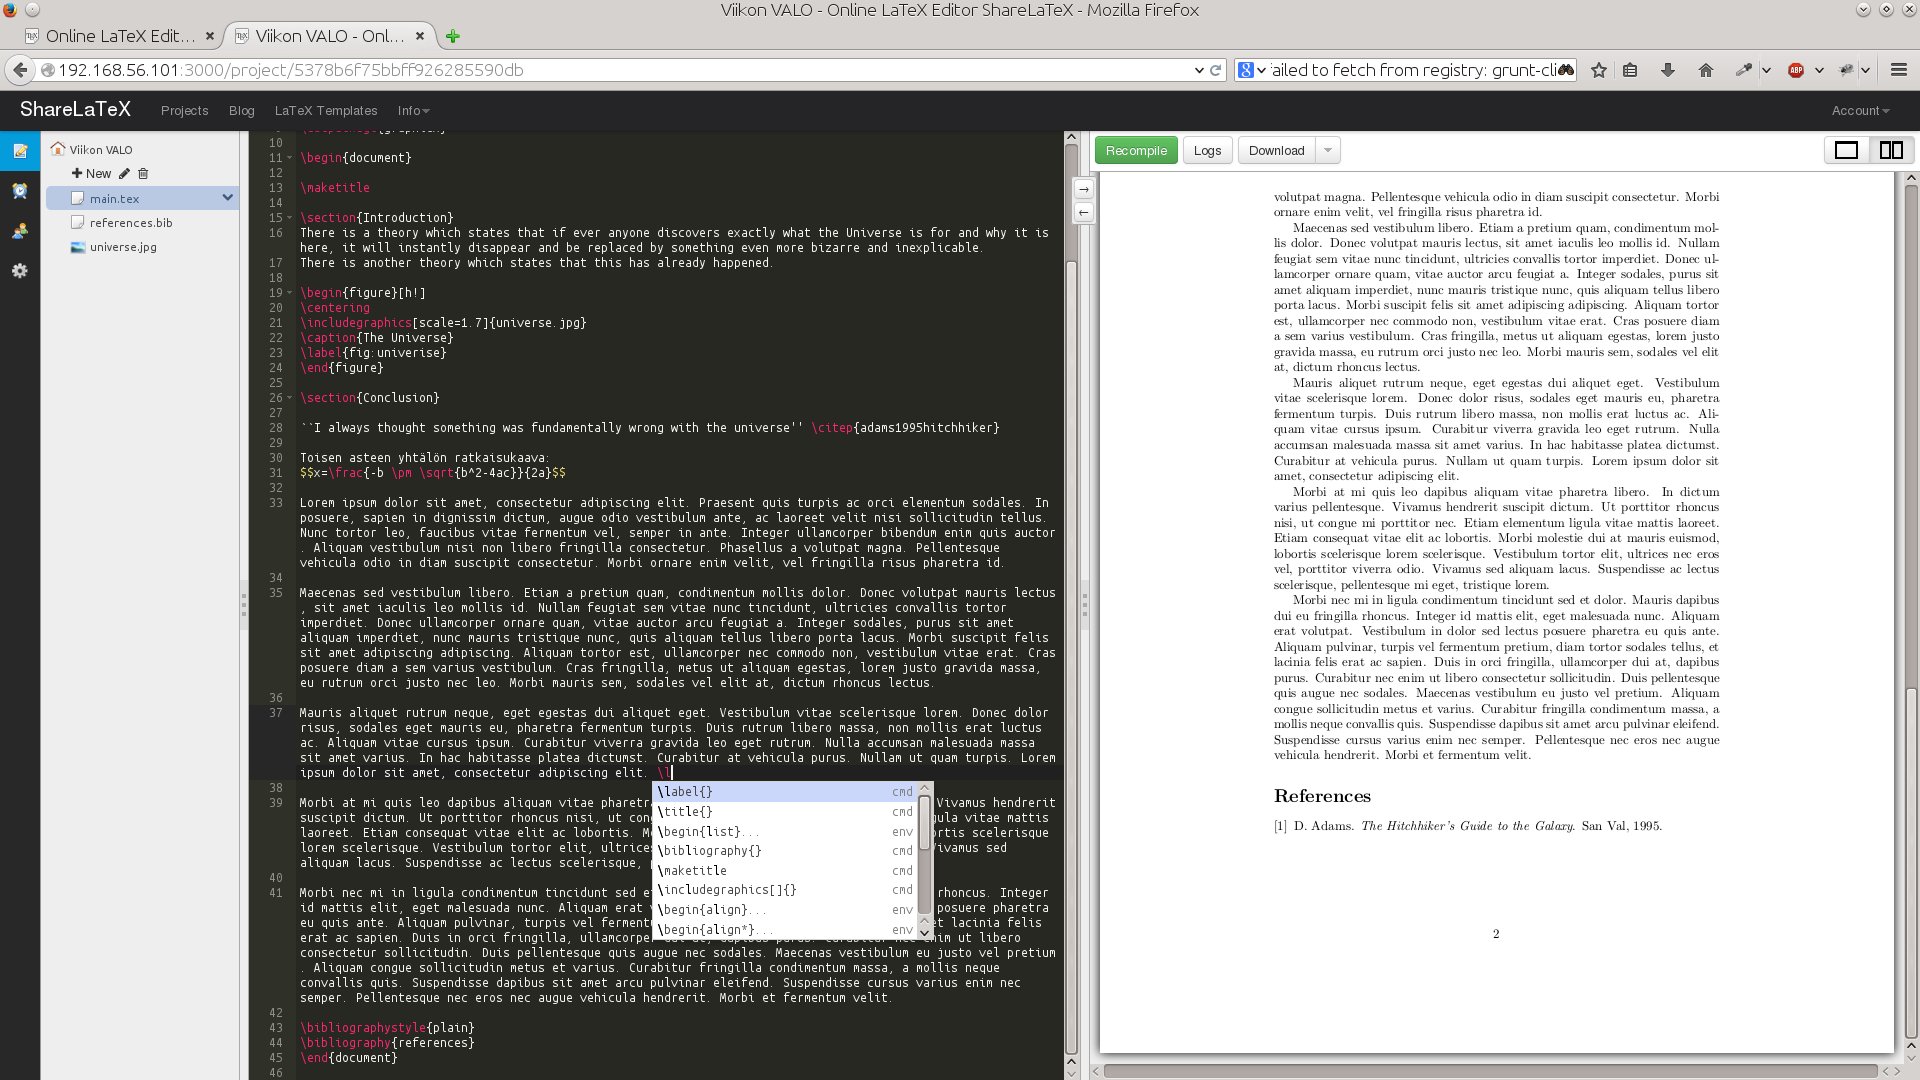 Viikon VALO - Online LaTeX Editor ShareLaTeX - Mozilla Firefox
Online LaTeX Edit... Viikon VALO - Onl...
192.168.56.101:3000/project/5378b6f75bbff926285590db
ailed to fetch from registry: grunt-cli
ABP
ShareLaTeX Projects Blog LaTeX Templates Info Account
Viikon VALO
New
main.tex
references.bib
universe.jpg
10
11 \begin{document}
12
13 \maketitle
14
15 \section{Introduction}
16 There is a theory which states that if ever anyone discovers exactly what the Universe is for and why it is
here, it will instantly disappear and be replaced by something even more bizarre and inexplicable.
17 There is another theory which states that this has already happened.
18
19 \begin{figure}[h!]
20 \centering
21 \includegraphics[scale=1.7]{universe.jpg}
22 \caption{The Universe}
23 \label{fig:univerise}
24 \end{figure}
25
26 \section{Conclusion}
27
28 ``I always thought something was fundamentally wrong with the universe'' \citep{adams1995hitchhiker}
29
30 Toisen asteen yhtälön ratkaisukaava:
31 $$x=\frac{-b \pm \sqrt{b^2-4ac}}{2a}$$
32
33 Lorem ipsum dolor sit amet, consectetur adipiscing elit. Praesent quis turpis ac orci elementum sodales. In
posuere, sapien in dignissim dictum, augue odio vestibulum ante, ac laoreet velit nisi sollicitudin tellus.
Nunc tortor leo, faucibus vitae fermentum vel, semper in ante. Integer ullamcorper bibendum enim quis auctor
. Aliquam vestibulum nisi non libero fringilla consectetur. Phasellus a volutpat magna. Pellentesque
vehicula odio in diam suscipit consectetur. Morbi ornare enim velit, vel fringilla risus pharetra id.
34
35 Maecenas sed vestibulum libero. Etiam a pretium quam, condimentum mollis dolor. Donec volutpat mauris lectus
, sit amet iaculis leo mollis id. Nullam feugiat sem vitae nunc tincidunt, ultricies convallis tortor
imperdiet. Donec ullamcorper ornare quam, vitae auctor arcu feugiat a. Integer sodales, purus sit amet
aliquam imperdiet, nunc mauris tristique nunc, quis aliquam tellus libero porta lacus. Morbi suscipit felis
sit amet adipiscing adipiscing. Aliquam tortor est, ullamcorper nec commodo non, vestibulum vitae erat. Cras
posuere diam a sem varius vestibulum. Cras fringilla, metus ut aliquam egestas, lorem justo gravida massa,
eu rutrum orci justo nec leo. Morbi mauris sem, sodales vel elit at, dictum rhoncus lectus.
36
37 Mauris aliquet rutrum neque, eget egestas dui aliquet eget. Vestibulum vitae scelerisque lorem. Donec dolor
risus, sodales eget mauris eu, pharetra fermentum turpis. Duis rutrum libero massa, non mollis erat luctus
ac. Aliquam vitae cursus ipsum. Curabitur viverra gravida leo eget rutrum. Nulla accumsan malesuada massa
sit amet varius. In hac habitasse platea dictumst. Curabitur at vehicula purus. Nullam ut quam turpis. Lorem
ipsum dolor sit amet, consectetur adipiscing elit. \l
38
39 Morbi at mi quis leo dapibus aliquam vitae pharetra Vivamus hendrerit
suscipit dictum. Ut porttitor rhoncus nisi, ut cong gula vitae mattis
laoreet. Etiam consequat vitae elit ac lobortis. Mo ortis scelerisque
lorem scelerisque. Vestibulum tortor elit, ultrices Vivamus sed
aliquam lacus. Suspendisse ac lectus scelerisque, p
40
41 Morbi nec mi in ligula condimentum tincidunt sed et rhoncus. Integer
id mattis elit, eget malesuada nunc. Aliquam erat v posuere pharetra
eu quis ante. Aliquam pulvinar, turpis vel fermentu et lacinia felis
erat ac sapien. Duis in orci fringilla, ullamcorper dui at, dapibus purus. Curabitur nec enim ut libero
consectetur sollicitudin. Duis pellentesque quis augue nec sodales. Maecenas vestibulum eu justo vel pretium
. Aliquam congue sollicitudin metus et varius. Curabitur fringilla condimentum massa, a mollis neque
convallis quis. Suspendisse dapibus sit amet arcu pulvinar eleifend. Suspendisse cursus varius enim nec
semper. Pellentesque nec eros nec augue vehicula hendrerit. Morbi et fermentum velit.
42
43 \bibliographystyle{plain}
44 \bibliography{references}
45 \end{document}
46
\label{} cmd
\title{} cmd
\begin{list}... env
\bibliography{} cmd
\maketitle cmd
\includegraphics[]{} cmd
\begin{align}... env
\begin{align*}... env
Recompile Logs Download
volutpat magna. Pellentesque vehicula odio in diam suscipit consectetur. Morbi
ornare enim velit, vel fringilla risus pharetra id.
Maecenas sed vestibulum libero. Etiam a pretium quam, condimentum mol-
lis dolor. Donec volutpat mauris lectus, sit amet iaculis leo mollis id. Nullam
feugiat sem vitae nunc tincidunt, ultricies convallis tortor imperdiet. Donec ul-
lamcorper ornare quam, vitae auctor arcu feugiat a. Integer sodales, purus sit
amet aliquam imperdiet, nunc mauris tristique nunc, quis aliquam tellus libero
porta lacus. Morbi suscipit felis sit amet adipiscing adipiscing. Aliquam tortor
est, ullamcorper nec commodo non, vestibulum vitae erat. Cras posuere diam
a sem varius vestibulum. Cras fringilla, metus ut aliquam egestas, lorem justo
gravida massa, eu rutrum orci justo nec leo. Morbi mauris sem, sodales vel elit
at, dictum rhoncus lectus.
Mauris aliquet rutrum neque, eget egestas dui aliquet eget. Vestibulum
vitae scelerisque lorem. Donec dolor risus, sodales eget mauris eu, pharetra
fermentum turpis. Duis rutrum libero massa, non mollis erat luctus ac. Ali-
quam vitae cursus ipsum. Curabitur viverra gravida leo eget rutrum. Nulla
accumsan malesuada massa sit amet varius. In hac habitasse platea dictumst.
Curabitur at vehicula purus. Nullam ut quam turpis. Lorem ipsum dolor sit
amet, consectetur adipiscing elit.
Morbi at mi quis leo dapibus aliquam vitae pharetra libero. In dictum
varius pellentesque. Vivamus hendrerit suscipit dictum. Ut porttitor rhoncus
nisi, ut congue mi porttitor nec. Etiam elementum ligula vitae mattis laoreet.
Etiam consequat vitae elit ac lobortis. Morbi molestie dui at mauris euismod,
lobortis scelerisque lorem scelerisque. Vestibulum tortor elit, ultrices nec eros
vel, porttitor viverra odio. Vivamus sed aliquam lacus. Suspendisse ac lectus
scelerisque, pellentesque mi eget, tristique lorem.
Morbi nec mi in ligula condimentum tincidunt sed et dolor. Mauris dapibus
dui eu fringilla rhoncus. Integer id mattis elit, eget malesuada nunc. Aliquam
erat volutpat. Vestibulum in dolor sed lectus posuere pharetra eu quis ante.
Aliquam pulvinar, turpis vel fermentum pretium, diam tortor sodales tellus, et
lacinia felis erat ac sapien. Duis in orci fringilla, ullamcorper dui at, dapibus
purus. Curabitur nec enim ut libero consectetur sollicitudin. Duis pellentesque
quis augue nec sodales. Maecenas vestibulum eu justo vel pretium. Aliquam
congue sollicitudin metus et varius. Curabitur fringilla condimentum massa, a
mollis neque convallis quis. Suspendisse dapibus sit amet arcu pulvinar eleifend.
Suspendisse cursus varius enim nec semper. Pellentesque nec eros nec augue
vehicula hendrerit. Morbi et fermentum velit.
References
[1] D. Adams. The Hitchhiker's Guide to the Galaxy. San Val, 1995.
2